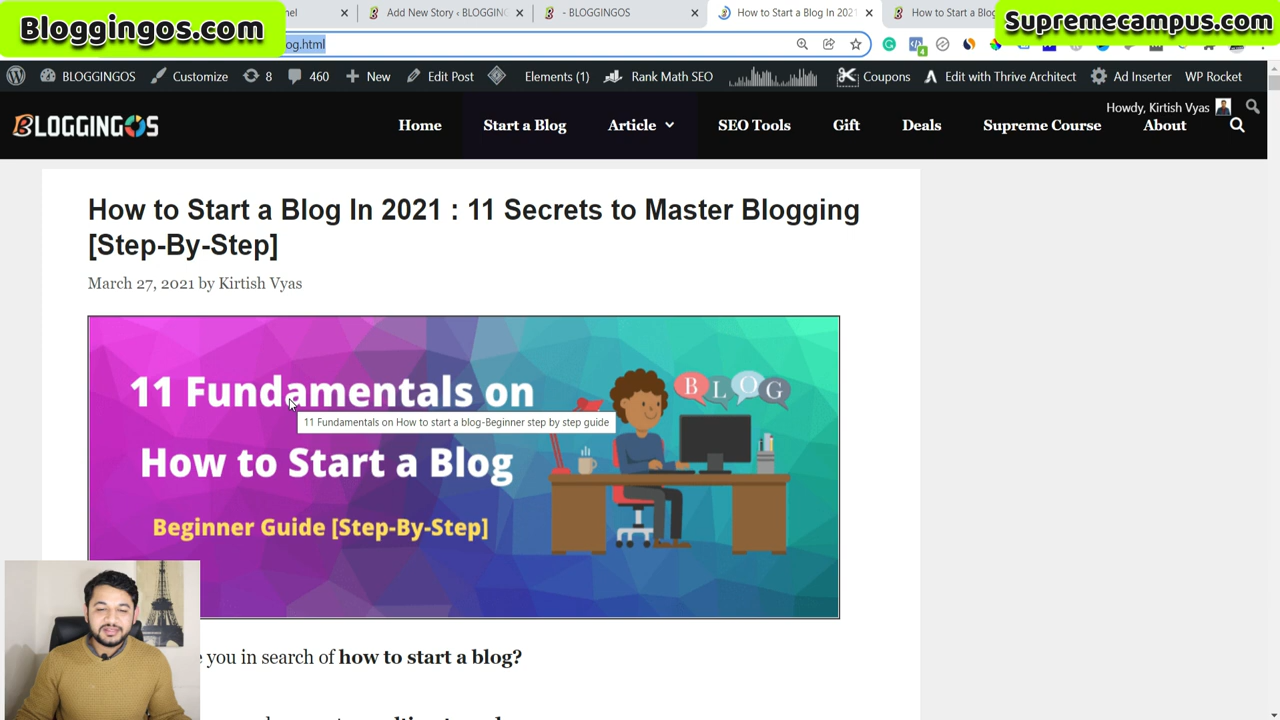 Bloggingos.com
Supremecampus.com
Add New Story ‹ BLOGGING
- BLOGGINGOS
How to Start a Blog In 2021
How to Start a Blog
og.html
4
BLOGGINGOS
Customize
8
460
New
Edit Post
Elements (1)
Rank Math SEO
Coupons
Edit with Thrive Architect
Ad Inserter
WP Rocket
Howdy, Kirtish Vyas
BLOGGINGOS
Home
Start a Blog
Article
SEO Tools
Gift
Deals
Supreme Course
About
How to Start a Blog In 2021 : 11 Secrets to Master Blogging
[Step-By-Step]
March 27, 2021 by Kirtish Vyas
11 Fundamentals on
11 Fundamentals on How to start a blog-Beginner step by step guide
How to Start a Blog
Beginner Guide [Step-By-Step]
BLOG
you in search of how to start a blog?